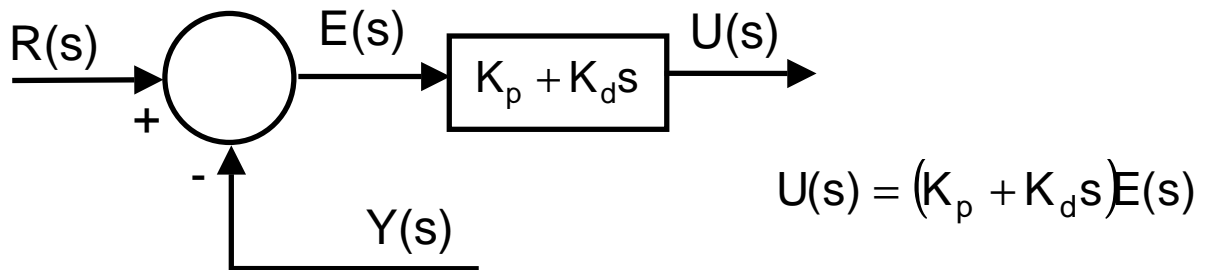 R(s)
E(s)
U(s)
K_p + K_d s
+
-
U(s) = (K_p + K_d s)E(s)
Y(s)